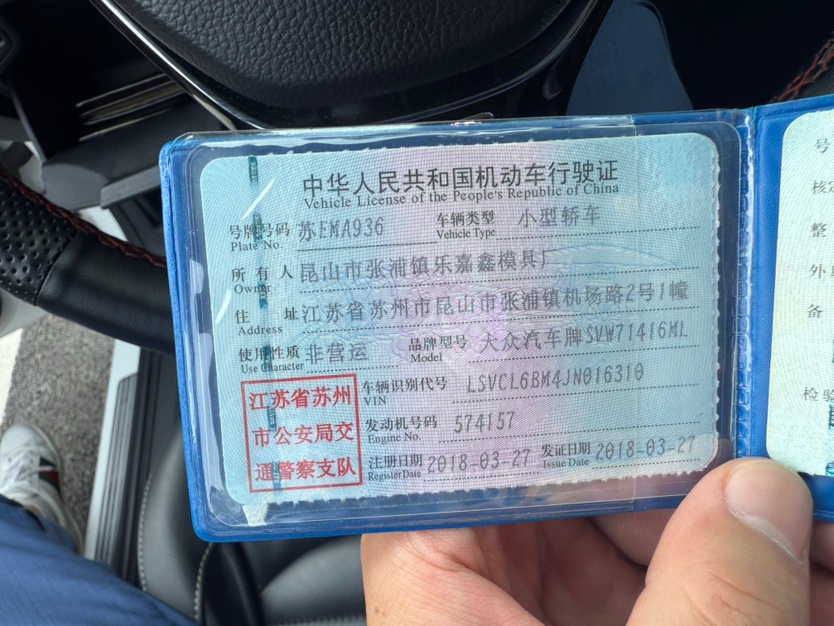 中华人民共和国机动车行驶证
Vehicle License of the People's Republic of China
号牌号码 苏EMA936 车辆类型 小型轿车
Plate No. Vehicle Type
所有人 昆山市张浦镇乐嘉鑫模具厂
Owner
住址 江苏省苏州市昆山市张浦镇机场路2号1幢
Address
使用性质 非营运 品牌型号 大众汽车牌SVW71416ML
Use Character Model
江苏省苏州
市公安局交
通警察支队
车辆识别代号 LSVCL6BM4JN016310
VIN
发动机号码 574157
Engine No.
注册日期 2018-03-27 发证日期 2018-03-27
Register Date Issue Date
号
核定
整
外
备
检验